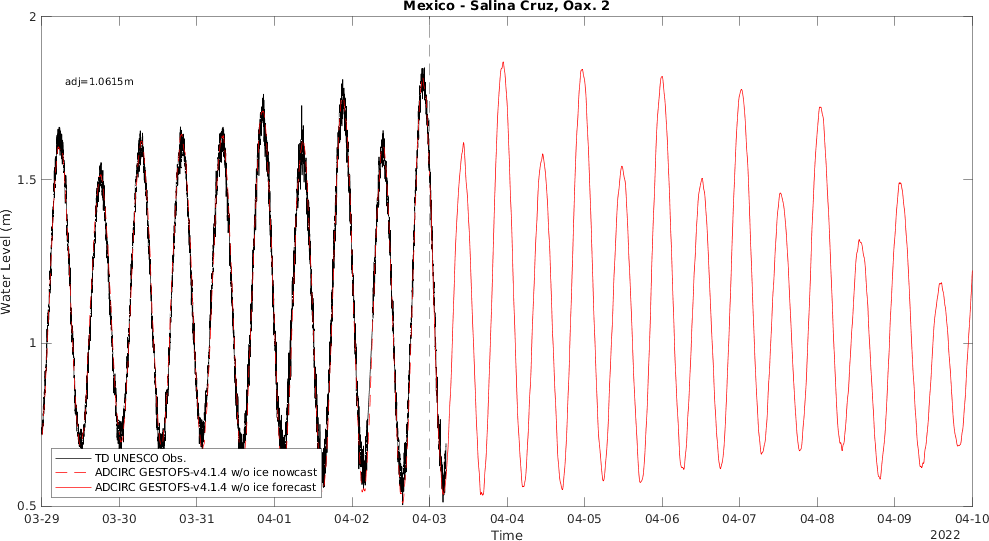 Mexico - Salina Cruz, Oax. 2
2
adj=1.0615m
1.5
Water Level (m)
1
TD UNESCO Obs.
ADCIRC GESTOFS-v4.1.4 w/o ice nowcast
ADCIRC GESTOFS-v4.1.4 w/o ice forecast
0.5
03-29 03-30 03-31 04-01 04-02 04-03 04-04 04-05 04-06 04-07 04-08 04-09 04-10
Time
2022